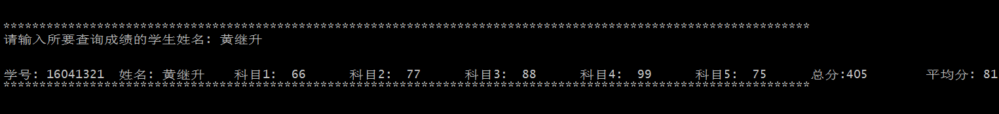 ****************************************************************************************************************
请输入所要查询成绩的学生姓名: 黄继升
学号: 16041321  姓名: 黄继升    科目1:  66      科目2:  77      科目3:  88      科目4:  99      科目5:  75      总分:405        平均分: 81
****************************************************************************************************************